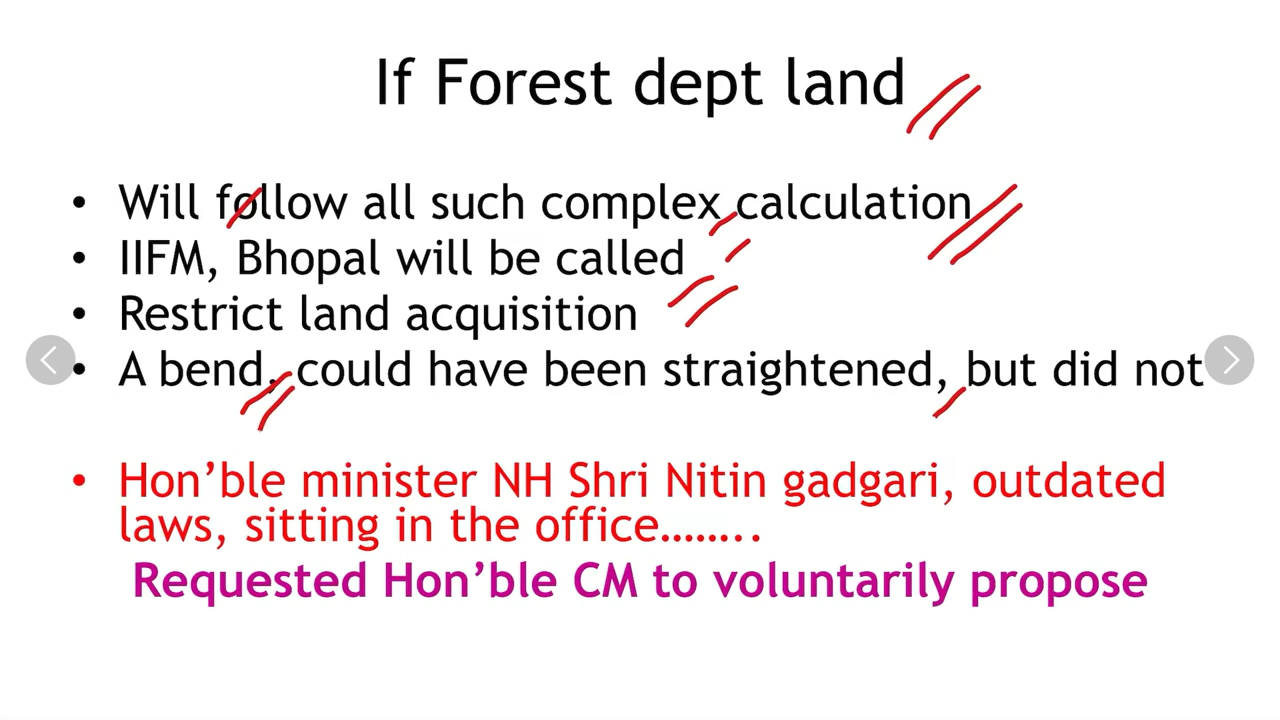 If Forest dept land
• Will follow all such complex calculation
• IIFM, Bhopal will be called
• Restrict land acquisition
• A bend, could have been straightened, but did not
• Hon’ble minister NH Shri Nitin gadgari, outdated
laws, sitting in the office……..
Requested Hon’ble CM to voluntarily propose